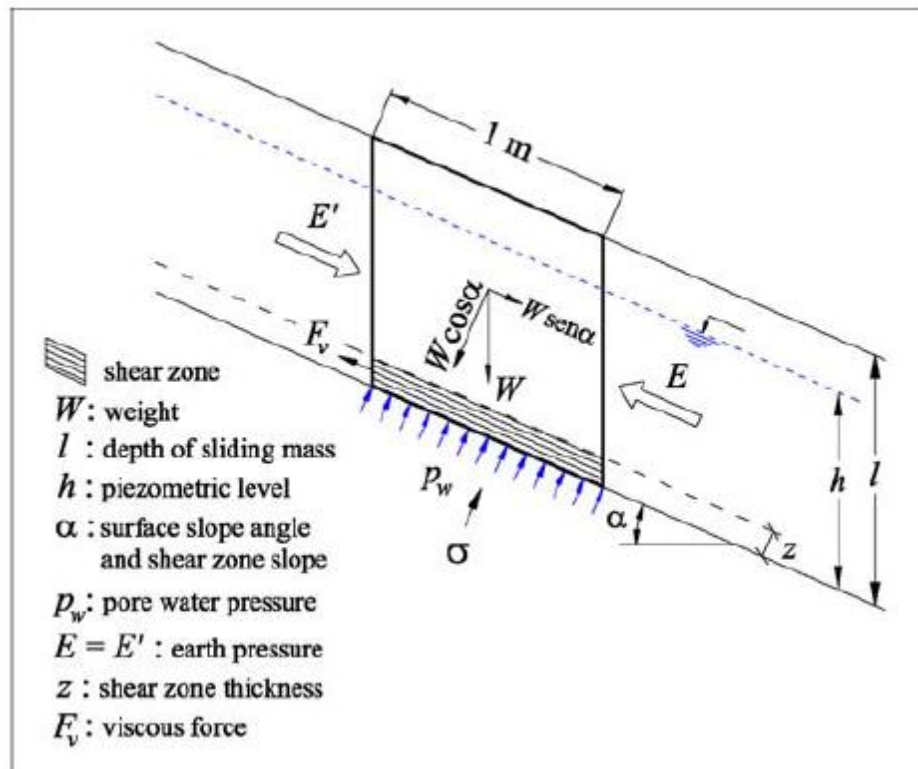 1 m
E'
W cosα
W senα
F_v
W
E
p_w
σ
α
h
l
z
shear zone
W : weight
l : depth of sliding mass
h : piezometric level
α : surface slope angle
and shear zone slope
p_w : pore water pressure
E = E' : earth pressure
z : shear zone thickness
F_v : viscous force